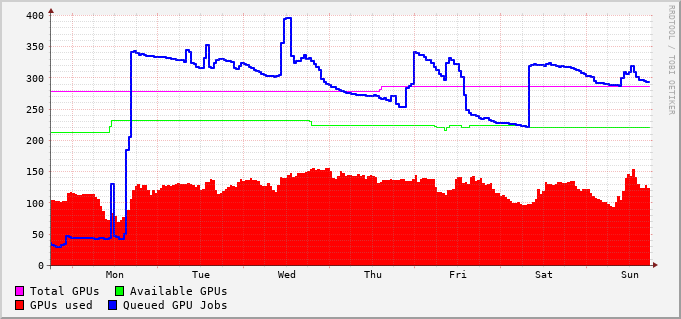 400
350
300
250
200
150
100
50
0
Mon Tue Wed Thu Fri Sat Sun
Total GPUs Available GPUs
GPUs used Queued GPU Jobs
RRDTOOL / TOBI OETIKER